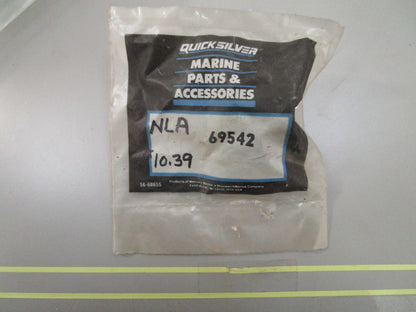 QUICKSILVER
MARINE
PARTS &
ACCESSORIES
NLA 69542
10.39